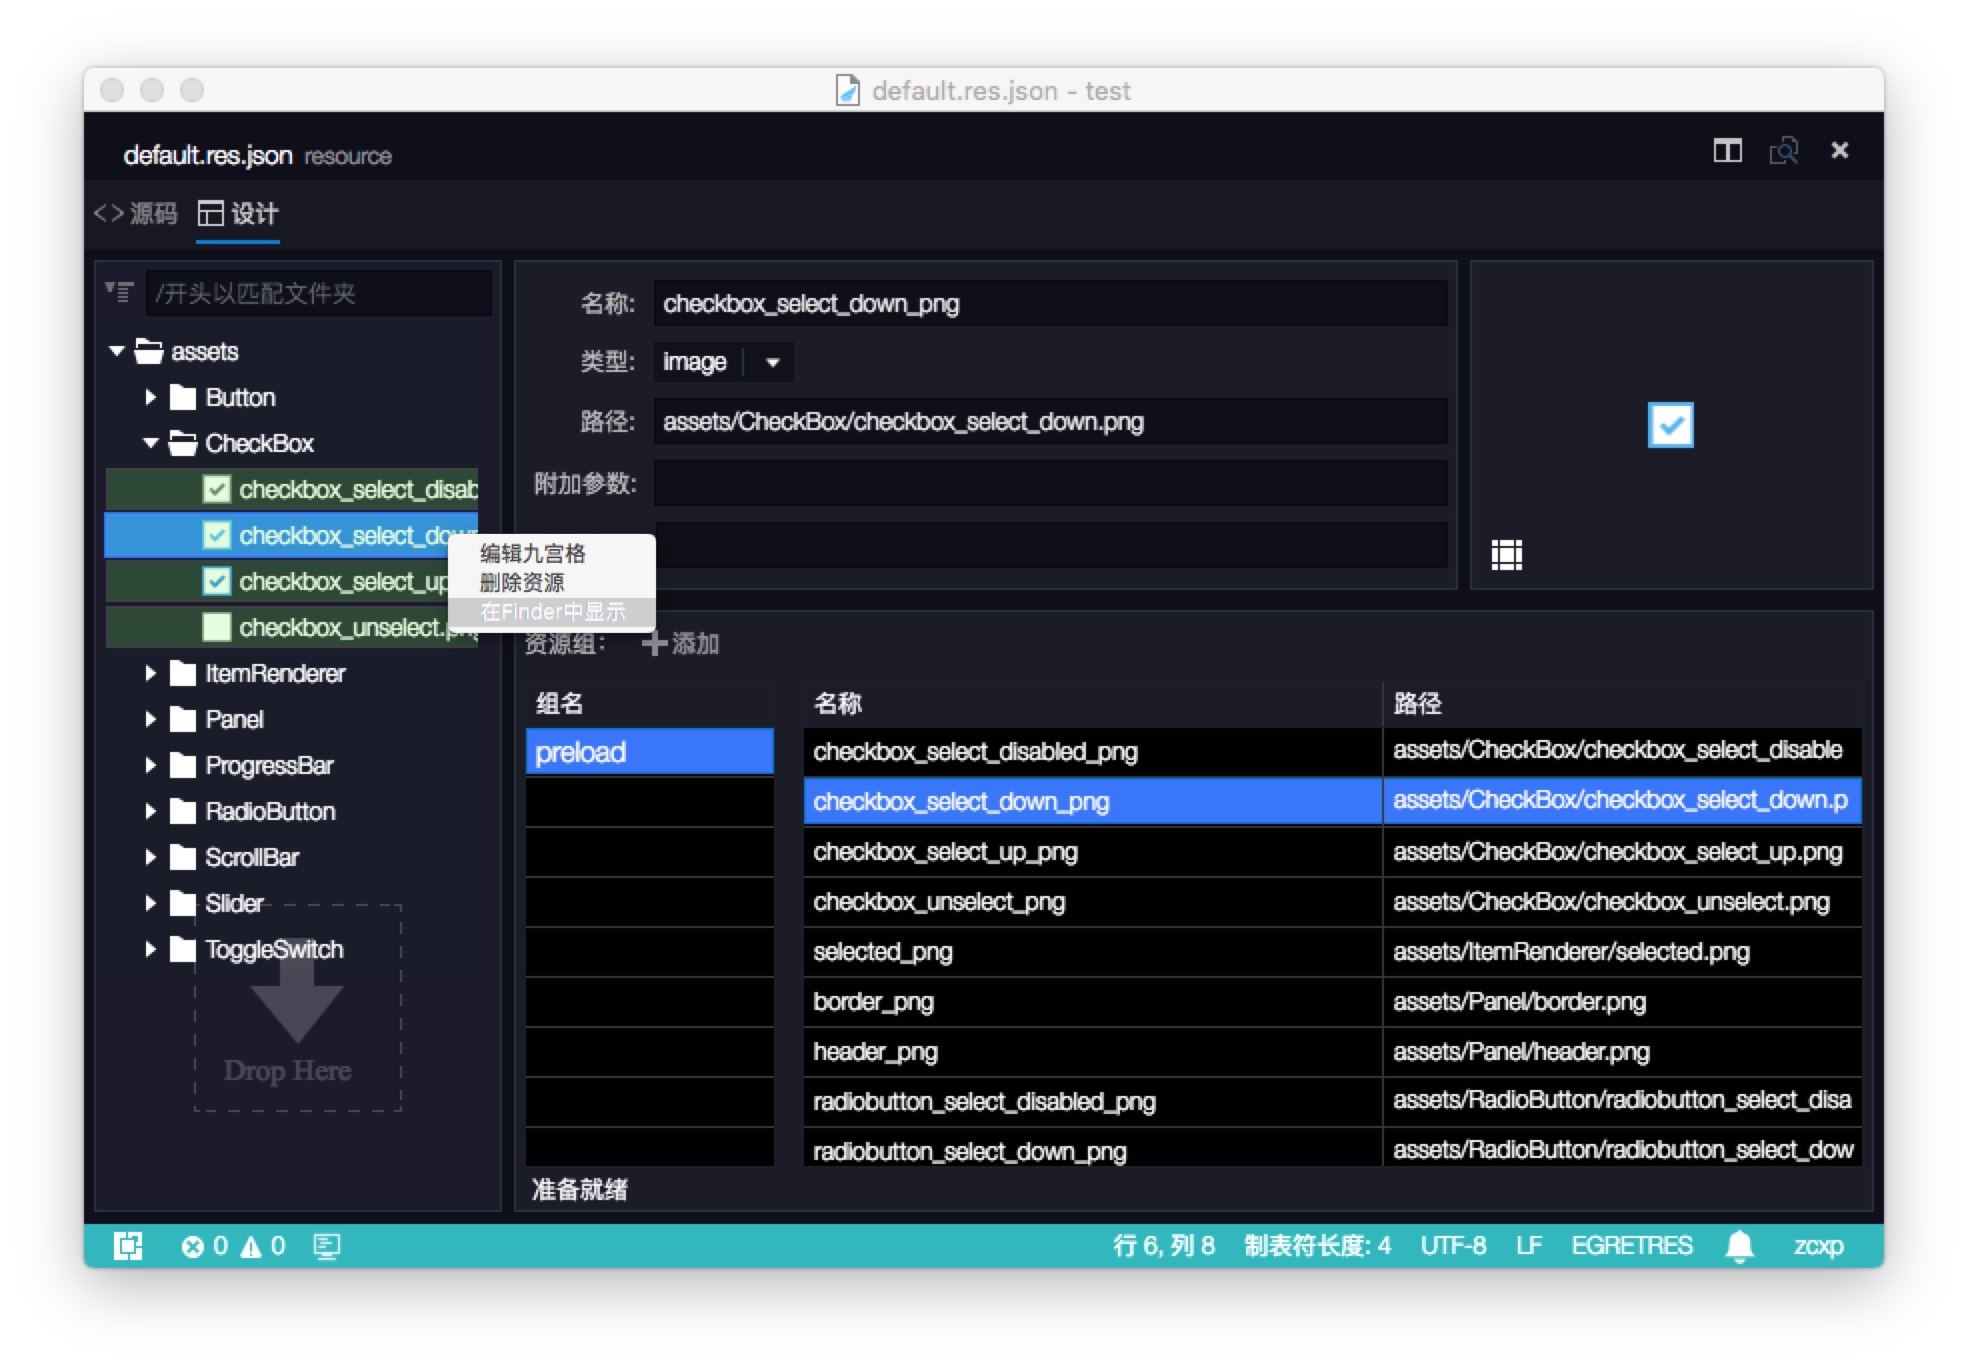 default.res.json - test
default.res.json resource
<> 源码 设计
/开头以匹配文件夹
assets
Button
CheckBox
checkbox_select_disab
checkbox_select_down
checkbox_select_up
checkbox_unselect.png
ItemRenderer
Panel
ProgressBar
RadioButton
ScrollBar
Slider
ToggleSwitch
Drop Here
名称: checkbox_select_down_png
类型: image
路径: assets/CheckBox/checkbox_select_down.png
附加参数:
编辑九宫格
删除资源
在Finder中显示
资源组: 添加
组名
preload
名称 路径
checkbox_select_disabled_png assets/CheckBox/checkbox_select_disable
checkbox_select_down_png assets/CheckBox/checkbox_select_down.p
checkbox_select_up_png assets/CheckBox/checkbox_select_up.png
checkbox_unselect_png assets/CheckBox/checkbox_unselect.png
selected_png assets/ItemRenderer/selected.png
border_png assets/Panel/border.png
header_png assets/Panel/header.png
radiobutton_select_disabled_png assets/RadioButton/radiobutton_select_disa
radiobutton_select_down_png assets/RadioButton/radiobutton_select_dow
准备就绪
0 0 行 6, 列 8 制表符长度: 4 UTF-8 LF EGRETRES zcxp